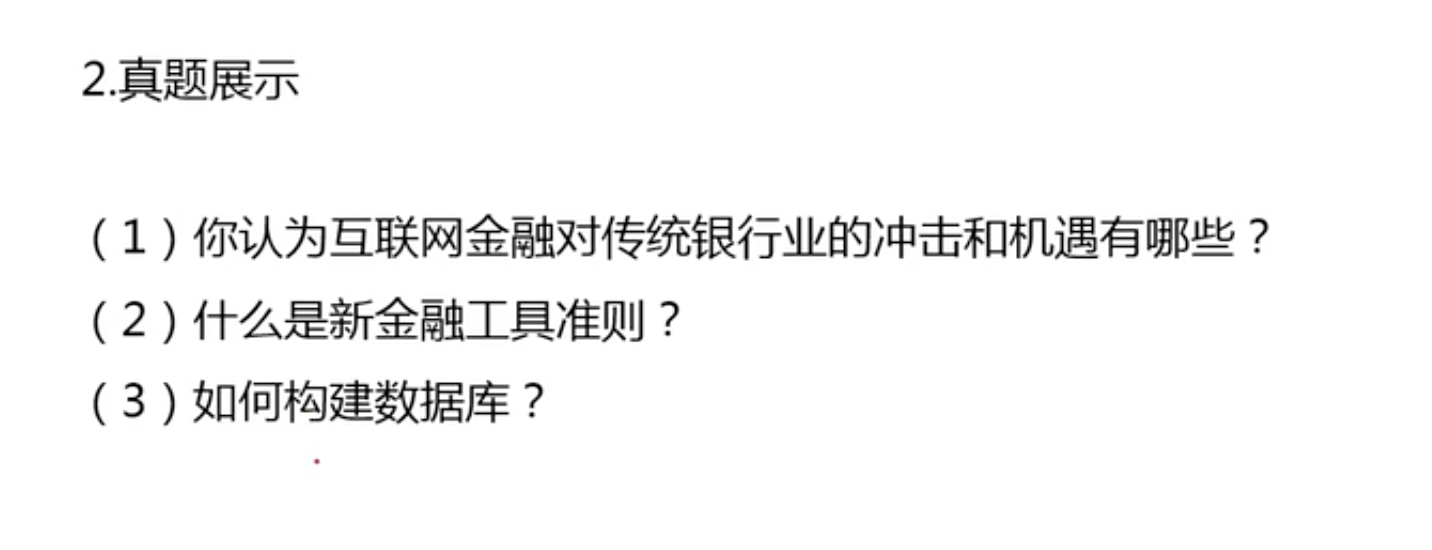 2.真题展示
（1）你认为互联网金融对传统银行业的冲击和机遇有哪些？
（2）什么是新金融工具准则？
（3）如何构建数据库？